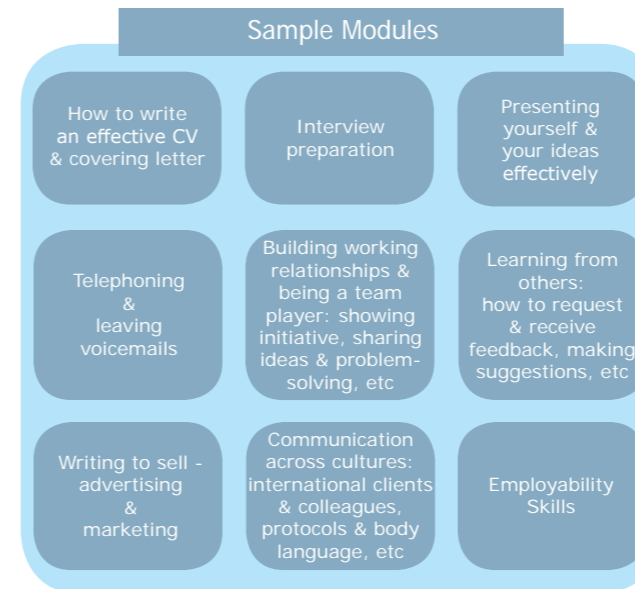 Sample Modules
How to write
an effective CV
& covering letter
Interview
preparation
Presenting
yourself &
your ideas
effectively
Telephoning
&
leaving
voicemails
Building working
relationships &
being a team
player: showing
initiative, sharing
ideas & problem-
solving, etc
Learning from
others:
how to request
& receive
feedback, making
suggestions, etc
Writing to sell -
advertising
&
marketing
Communication
across cultures:
international clients
& colleagues,
protocols & body
language, etc
Employability
Skills